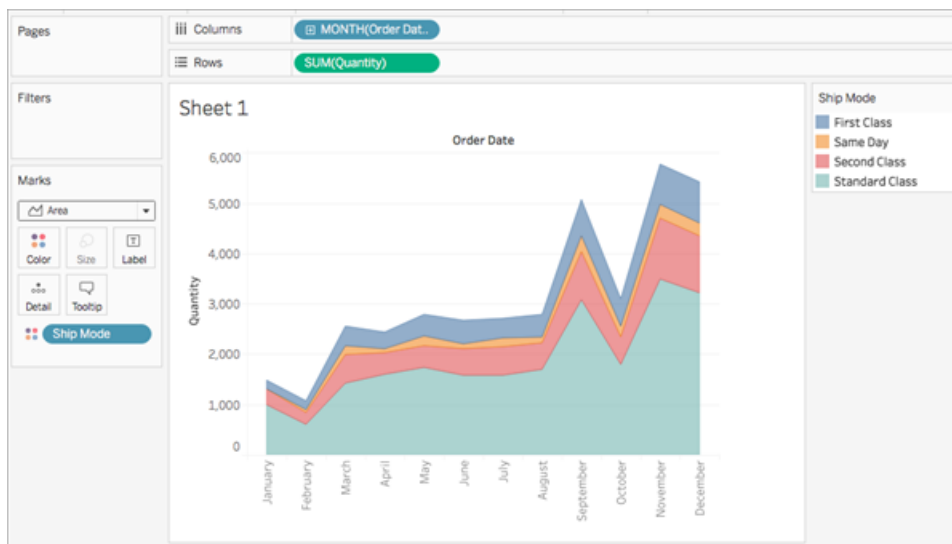 Pages
Columns
MONTH(Order Dat..
Rows
SUM(Quantity)
Filters
Marks
Area
Color
Size
Label
Detail
Tooltip
Ship Mode
Sheet 1
Order Date
Quantity
6,000
5,000
4,000
3,000
2,000
1,000
0
January
February
March
April
May
June
July
August
September
October
November
December
Ship Mode
First Class
Same Day
Second Class
Standard Class